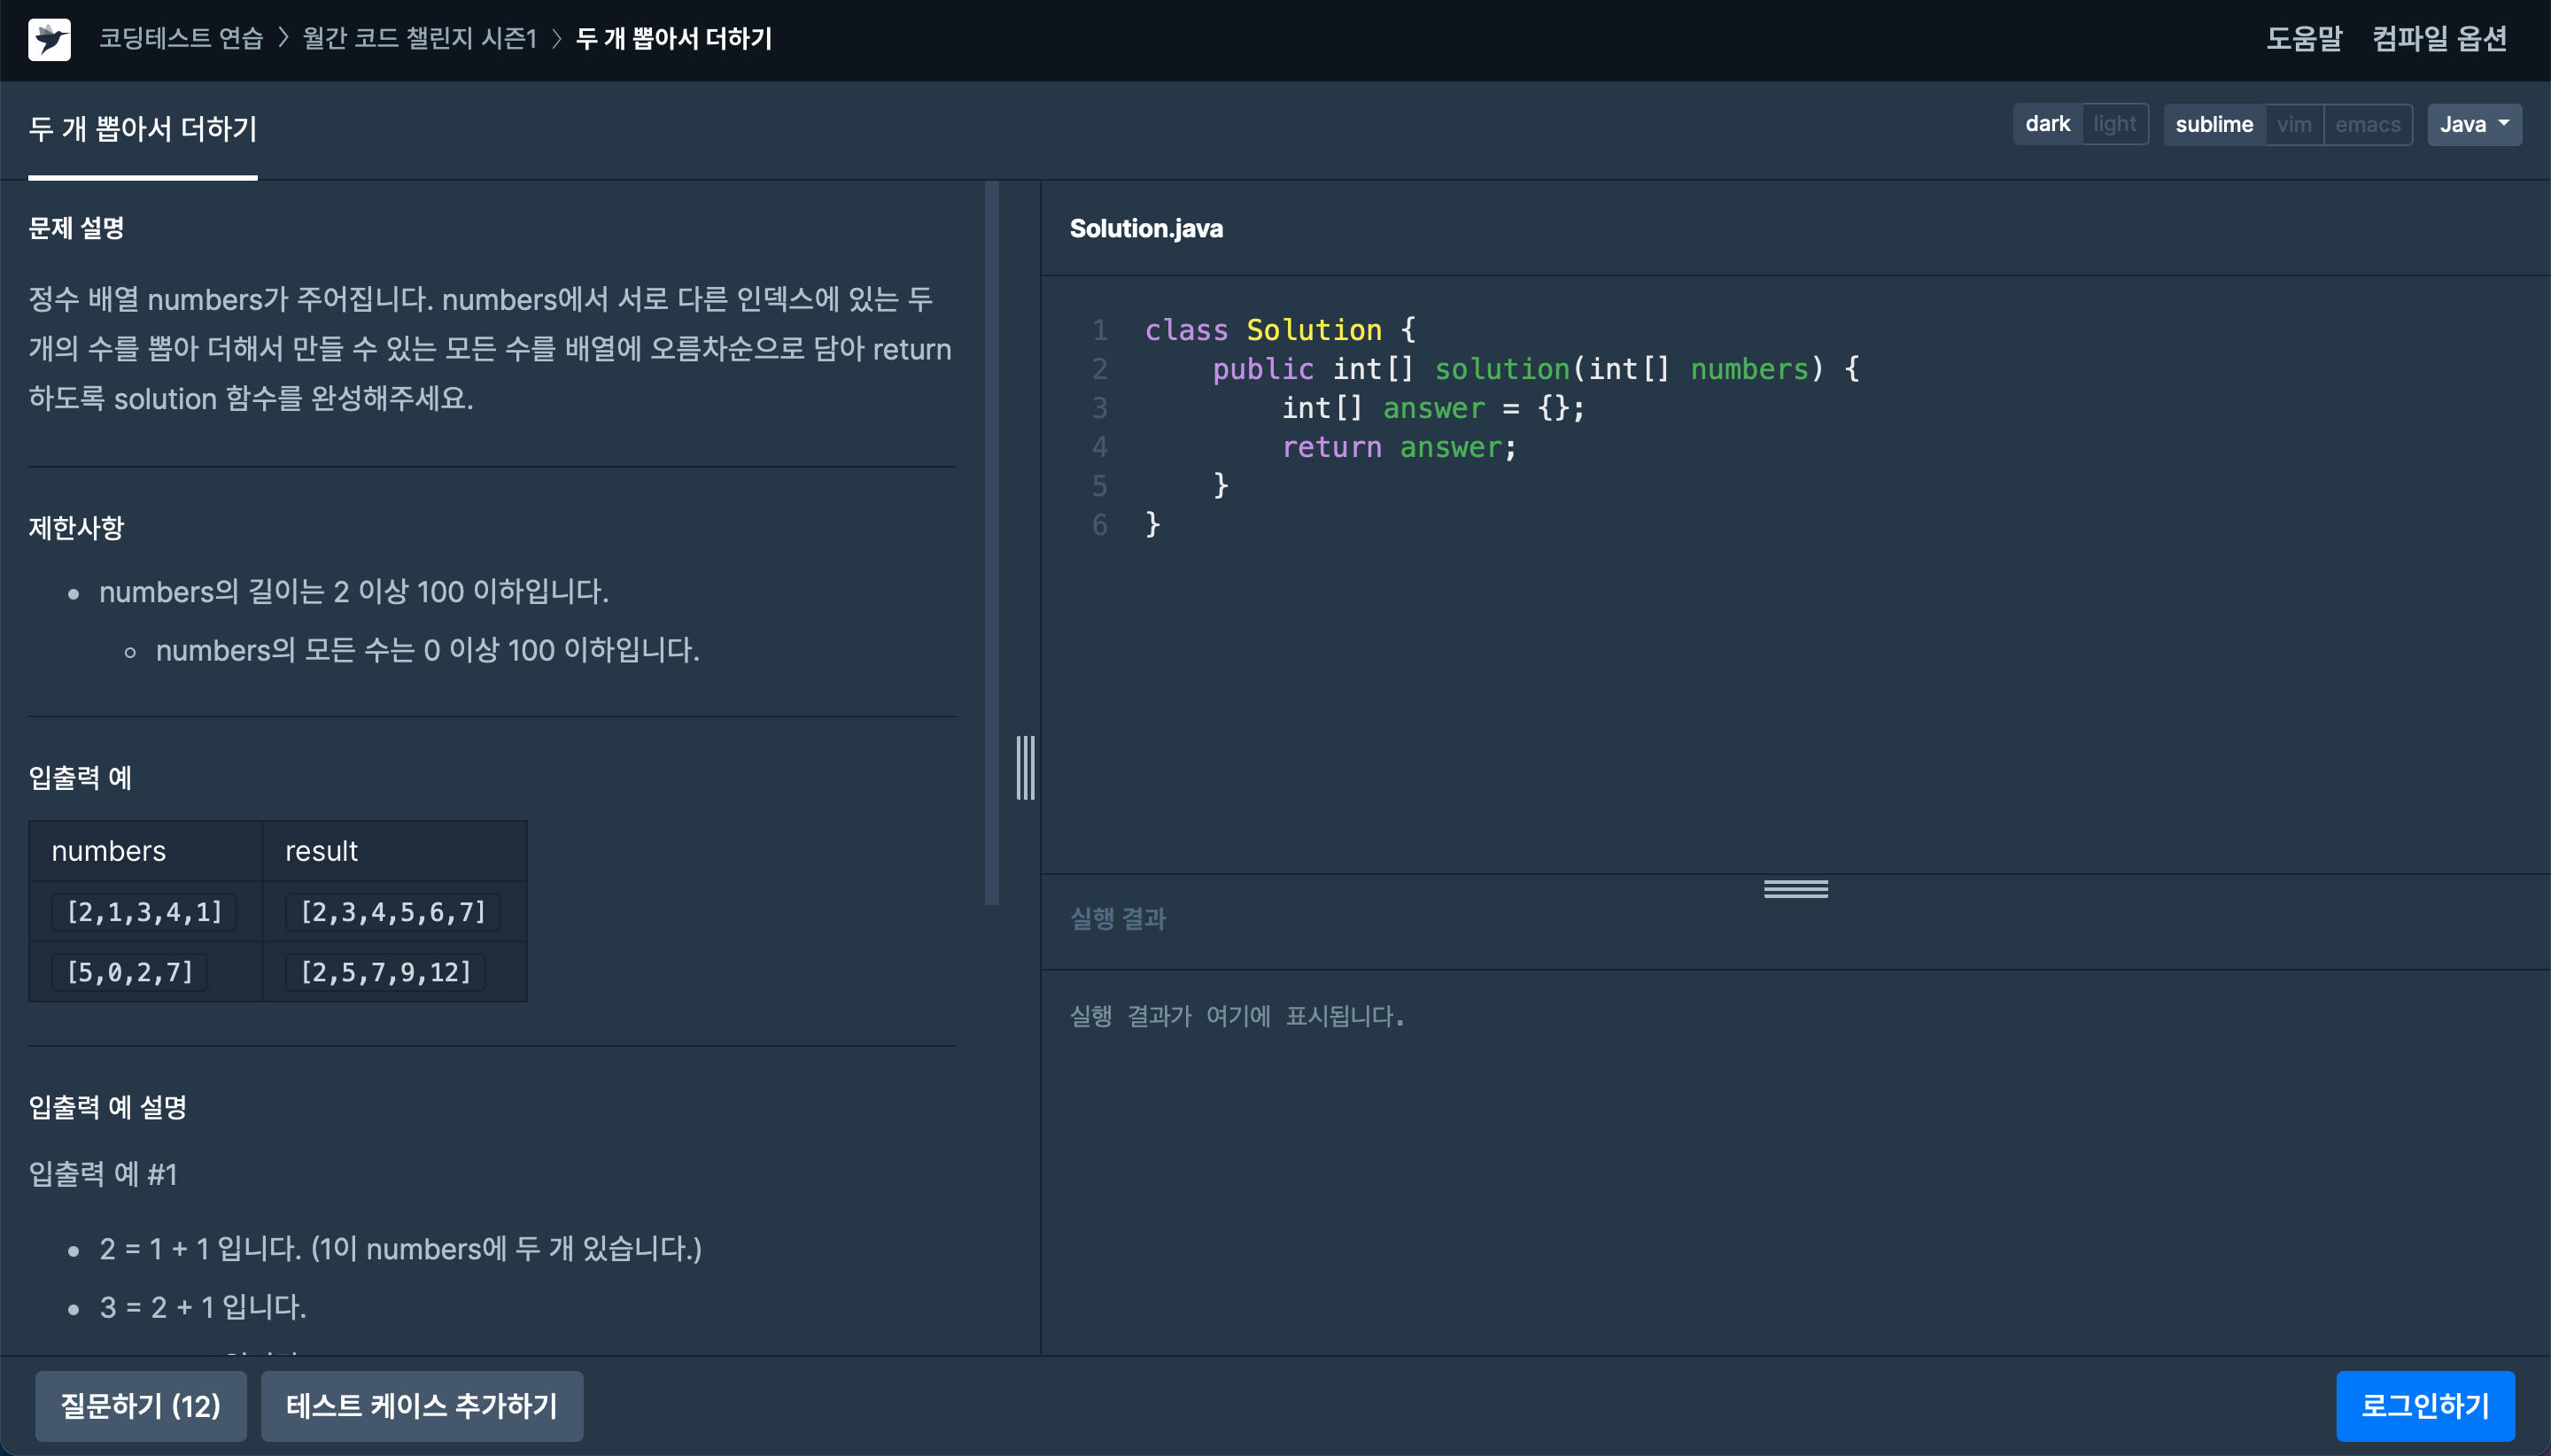 코딩테스트 연습 > 월간 코드 챌린지 시즌1 > 두 개 뽑아서 더하기
도움말 컴파일 옵션
두 개 뽑아서 더하기
dark light sublime vim emacs Java
문제 설명
정수 배열 numbers가 주어집니다. numbers에서 서로 다른 인덱스에 있는 두
개의 수를 뽑아 더해서 만들 수 있는 모든 수를 배열에 오름차순으로 담아 return
하도록 solution 함수를 완성해주세요.
제한사항
numbers의 길이는 2 이상 100 이하입니다.
numbers의 모든 수는 0 이상 100 이하입니다.
입출력 예
numbers result
[2,1,3,4,1] [2,3,4,5,6,7]
[5,0,2,7] [2,5,7,9,12]
입출력 예 설명
입출력 예 #1
2 = 1 + 1 입니다. (1이 numbers에 두 개 있습니다.)
3 = 2 + 1 입니다.
Solution.java
1 class Solution {
2     public int[] solution(int[] numbers) {
3         int[] answer = {};
4         return answer;
5     }
6 }
실행 결과
실행 결과가 여기에 표시됩니다.
질문하기 (12) 테스트 케이스 추가하기
로그인하기